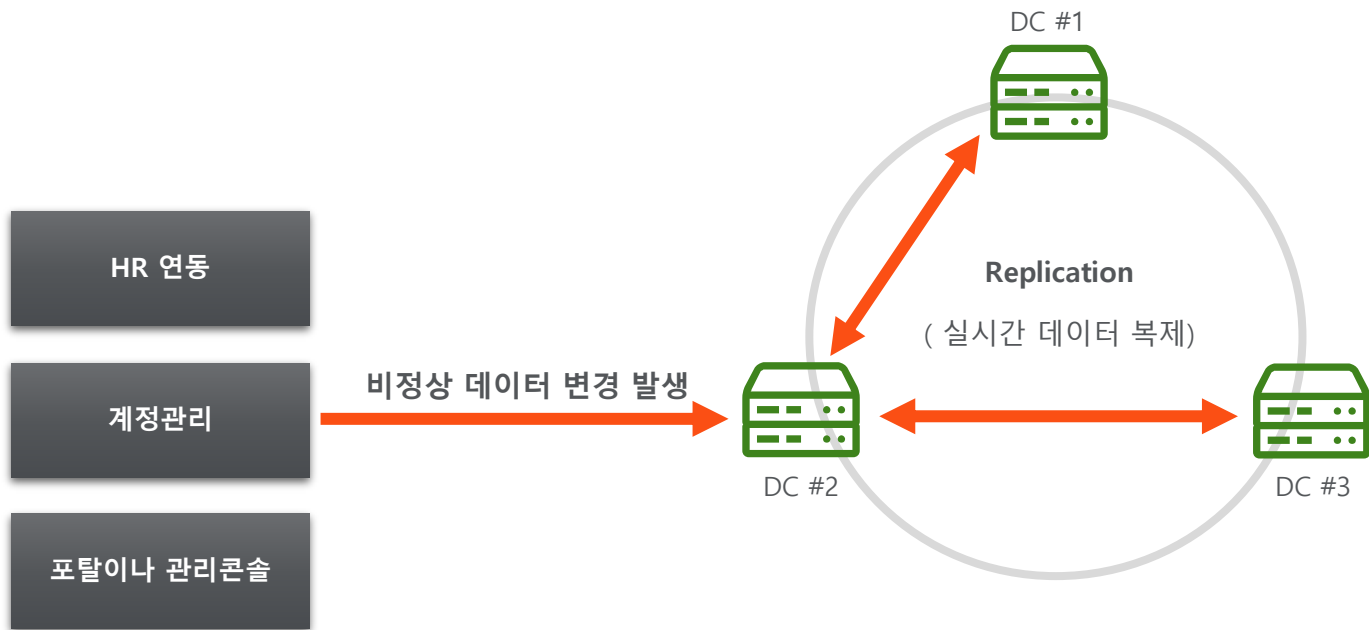 DC #1
HR 연동
Replication
( 실시간 데이터 복제)
비정상 데이터 변경 발생
계정관리
DC #2
DC #3
포탈이나 관리콘솔